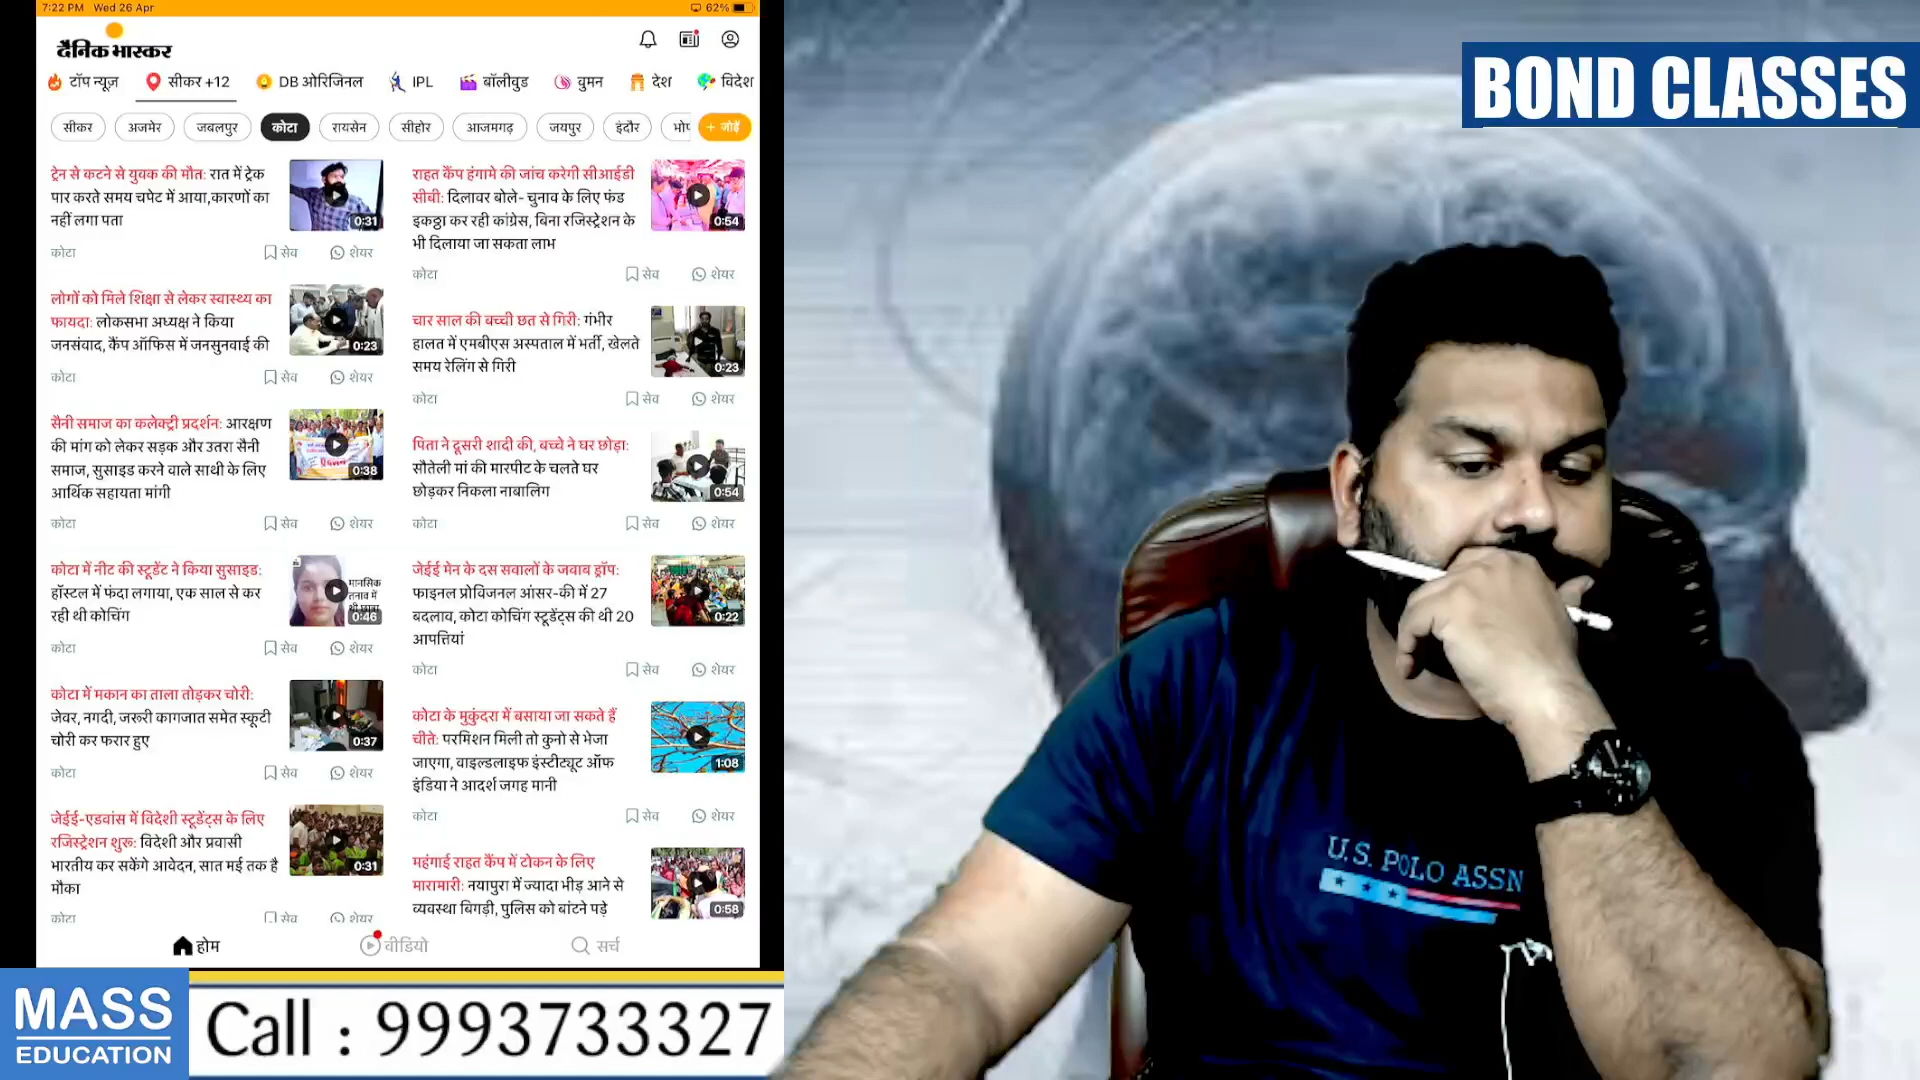 7:22 PM Wed 26 Apr
62%
दैनिक भास्कर
टॉप न्यूज़ सीकर +12 DB ओरिजिनल IPL बॉलीवुड वुमन देश विदेश
सीकर अजमेर जबलपुर कोटा रायसेन सीहोर आजमगढ़ जयपुर इंदौर भोप + जोड़ें
ट्रेन से कटने से युवक की मौत: रात में ट्रेक
पार करते समय चपेट में आया,कारणों का
नहीं लगा पता
0:31
कोटा सेव शेयर
लोगों को मिले शिक्षा से लेकर स्वास्थ्य का
फायदा: लोकसभा अध्यक्ष ने किया
जनसंवाद, कैंप ऑफिस में जनसुनवाई की
0:23
कोटा सेव शेयर
सैनी समाज का कलेक्ट्री प्रदर्शन: आरक्षण
की मांग को लेकर सड़क और उतरा सैनी
समाज, सुसाइड करने वाले साथी के लिए
आर्थिक सहायता मांगी
0:38
कोटा सेव शेयर
कोटा में नीट की स्टूडेंट ने किया सुसाइड:
हॉस्टल में फंदा लगाया, एक साल से कर
रही थी कोचिंग
मानसिक
तनाव में
थी छात्रा
0:46
कोटा सेव शेयर
कोटा में मकान का ताला तोड़कर चोरी:
जेवर, नगदी, जरूरी कागजात समेत स्कूटी
चोरी कर फरार हुए
0:37
कोटा सेव शेयर
जेईई-एडवांस में विदेशी स्टूडेंट्स के लिए
रजिस्ट्रेशन शुरू: विदेशी और प्रवासी
भारतीय कर सकेंगे आवेदन, सात मई तक है
मौका
0:31
कोटा सेव शेयर
राहत कैंप हंगामे की जांच करेगी सीआईडी
सीबी: दिलावर बोले- चुनाव के लिए फंड
इकठ्ठा कर रही कांग्रेस, बिना रजिस्ट्रेशन के
भी दिलाया जा सकता लाभ
0:54
कोटा सेव शेयर
चार साल की बच्ची छत से गिरी: गंभीर
हालत में एमबीएस अस्पताल में भर्ती, खेलते
समय रेलिंग से गिरी
0:23
कोटा सेव शेयर
पिता ने दूसरी शादी की, बच्चे ने घर छोड़ा:
सौतेली मां की मारपीट के चलते घर
छोड़कर निकला नाबालिग
0:54
कोटा सेव शेयर
जेईई मेन के दस सवालों के जवाब ड्रॉप:
फाइनल प्रोविजनल आंसर-की में 27
बदलाव, कोटा कोचिंग स्टूडेंट्स की थी 20
आपत्तियां
0:22
कोटा सेव शेयर
कोटा के मुकुंदरा में बसाया जा सकते हैं
चीते: परमिशन मिली तो कुनो से भेजा
जाएगा, वाइल्डलाइफ इंस्टीट्यूट ऑफ
इंडिया ने आदर्श जगह मानी
1:08
कोटा सेव शेयर
महंगाई राहत कैंप में टोकन के लिए
मारामारी: नयापुरा में ज्यादा भीड़ आने से
व्यवस्था बिगड़ी, पुलिस को बांटने पड़े
0:58
होम वीडियो सर्च
MASS
EDUCATION
Call : 9993733327
BOND CLASSES
U.S. POLO ASSN